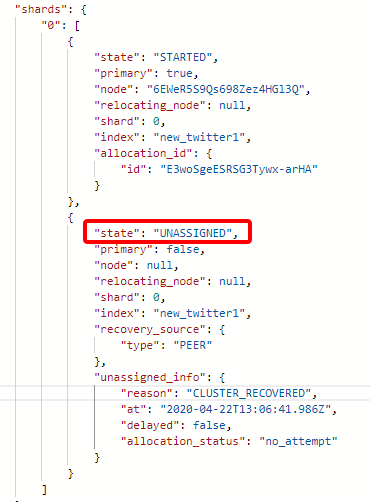 "shards": {
"0": [
{
"state": "STARTED",
"primary": true,
"node": "6EWeR5S9Qs698Zez4HGl3Q",
"relocating_node": null,
"shard": 0,
"index": "new_twitter1",
"allocation_id": {
"id": "E3woSgeESRSG3Tywx-arHA"
}
},
{
"state": "UNASSIGNED",
"primary": false,
"node": null,
"relocating_node": null,
"shard": 0,
"index": "new_twitter1",
"recovery_source": {
"type": "PEER"
},
"unassigned_info": {
"reason": "CLUSTER_RECOVERED",
"at": "2020-04-22T13:06:41.986Z",
"delayed": false,
"allocation_status": "no_attempt"
}
}
]